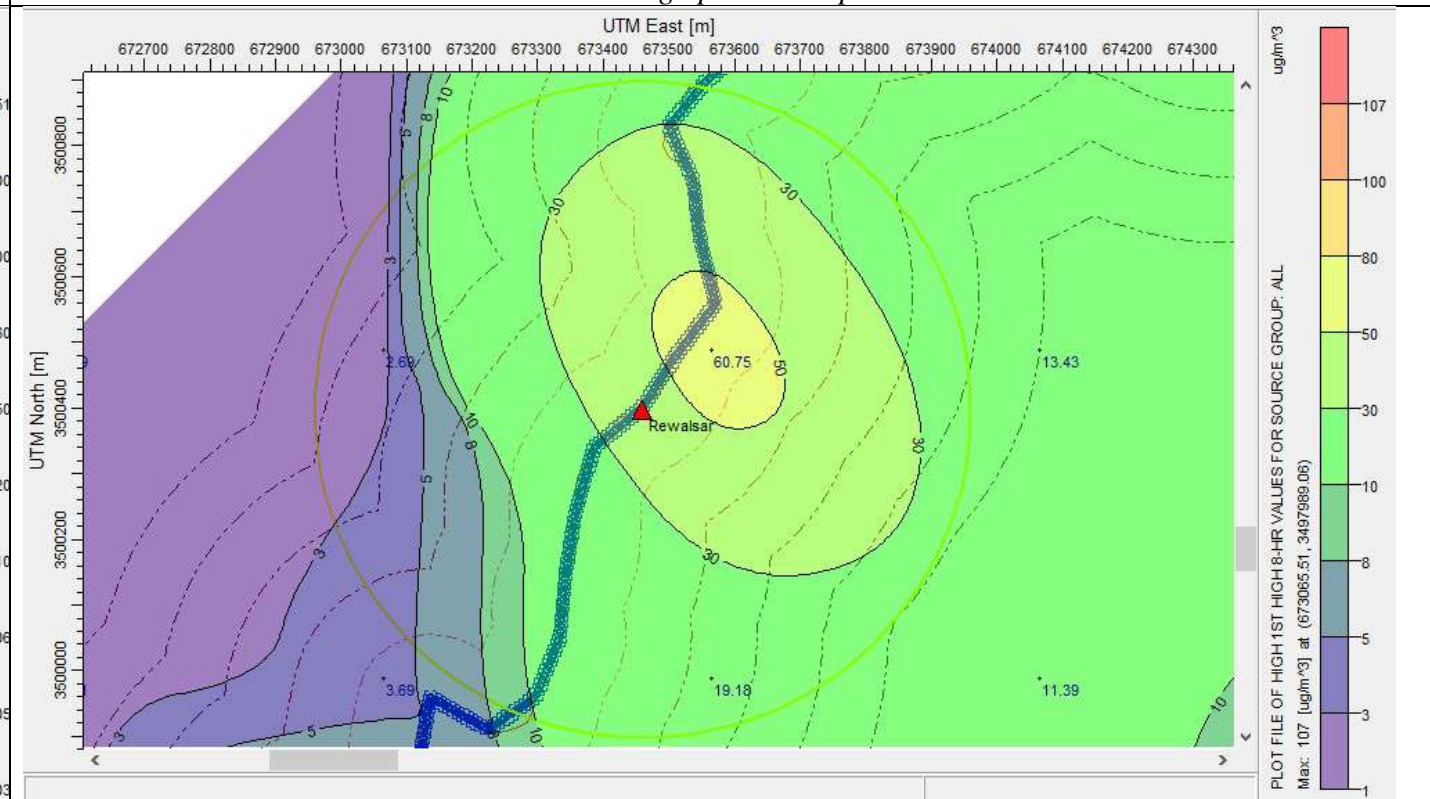 UTM East [m]
672700 672800 672900 673000 673100 673200 673300 673400 673500 673600 673700 673800 673900 674000 674100 674200 674300
UTM North [m]
3500800
3500600
3500400
3500200
3500000
5 8 10
30 30
3
2.69 60.75 13.43
50
10
8
Rewalsar
30
5
3
30
3.69 19.18 11.39
10
3 5 10
PLOT FILE OF HIGH 1ST HIGH 8-HR VALUES FOR SOURCE GROUP: ALL
ug/m^3
Max: 107 [ug/m^3] at (673065.51, 3497989.06)
107
100
80
50
30
10
8
5
3
1